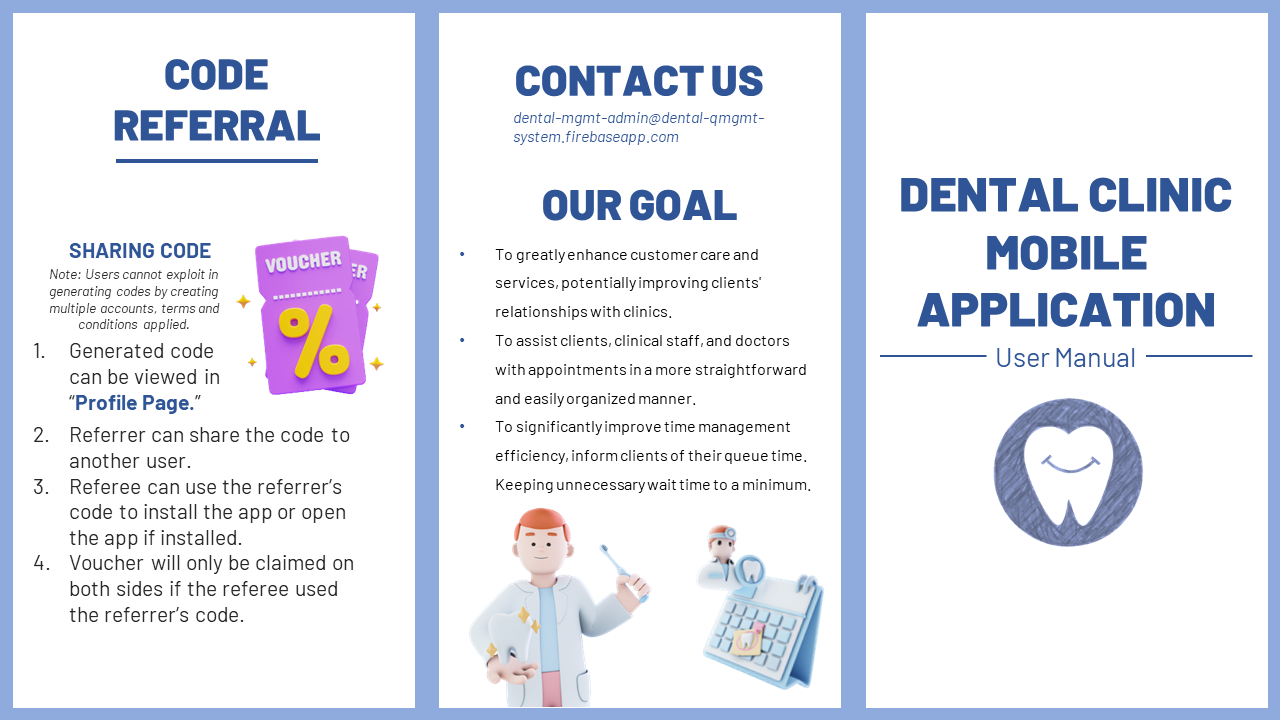 CODE
REFERRAL
SHARING CODE
Note: Users cannot exploit in
generating codes by creating
multiple accounts, terms and
conditions applied.
VOUCHER
ER
%
1. Generated code
can be viewed in
“Profile Page.”
2. Referrer can share the code to
another user.
3. Referee can use the referrer’s
code to install the app or open
the app if installed.
4. Voucher will only be claimed on
both sides if the referee used
the referrer’s code.
CONTACT US
dental-mgmt-admin@dental-qmgmt-
system.firebaseapp.com
OUR GOAL
• To greatly enhance customer care and
services, potentially improving clients'
relationships with clinics.
• To assist clients, clinical staff, and doctors
with appointments in a more straightforward
and easily organized manner.
• To significantly improve time management
efficiency, inform clients of their queue time.
Keeping unnecessary wait time to a minimum.
DENTAL CLINIC
MOBILE
APPLICATION
User Manual